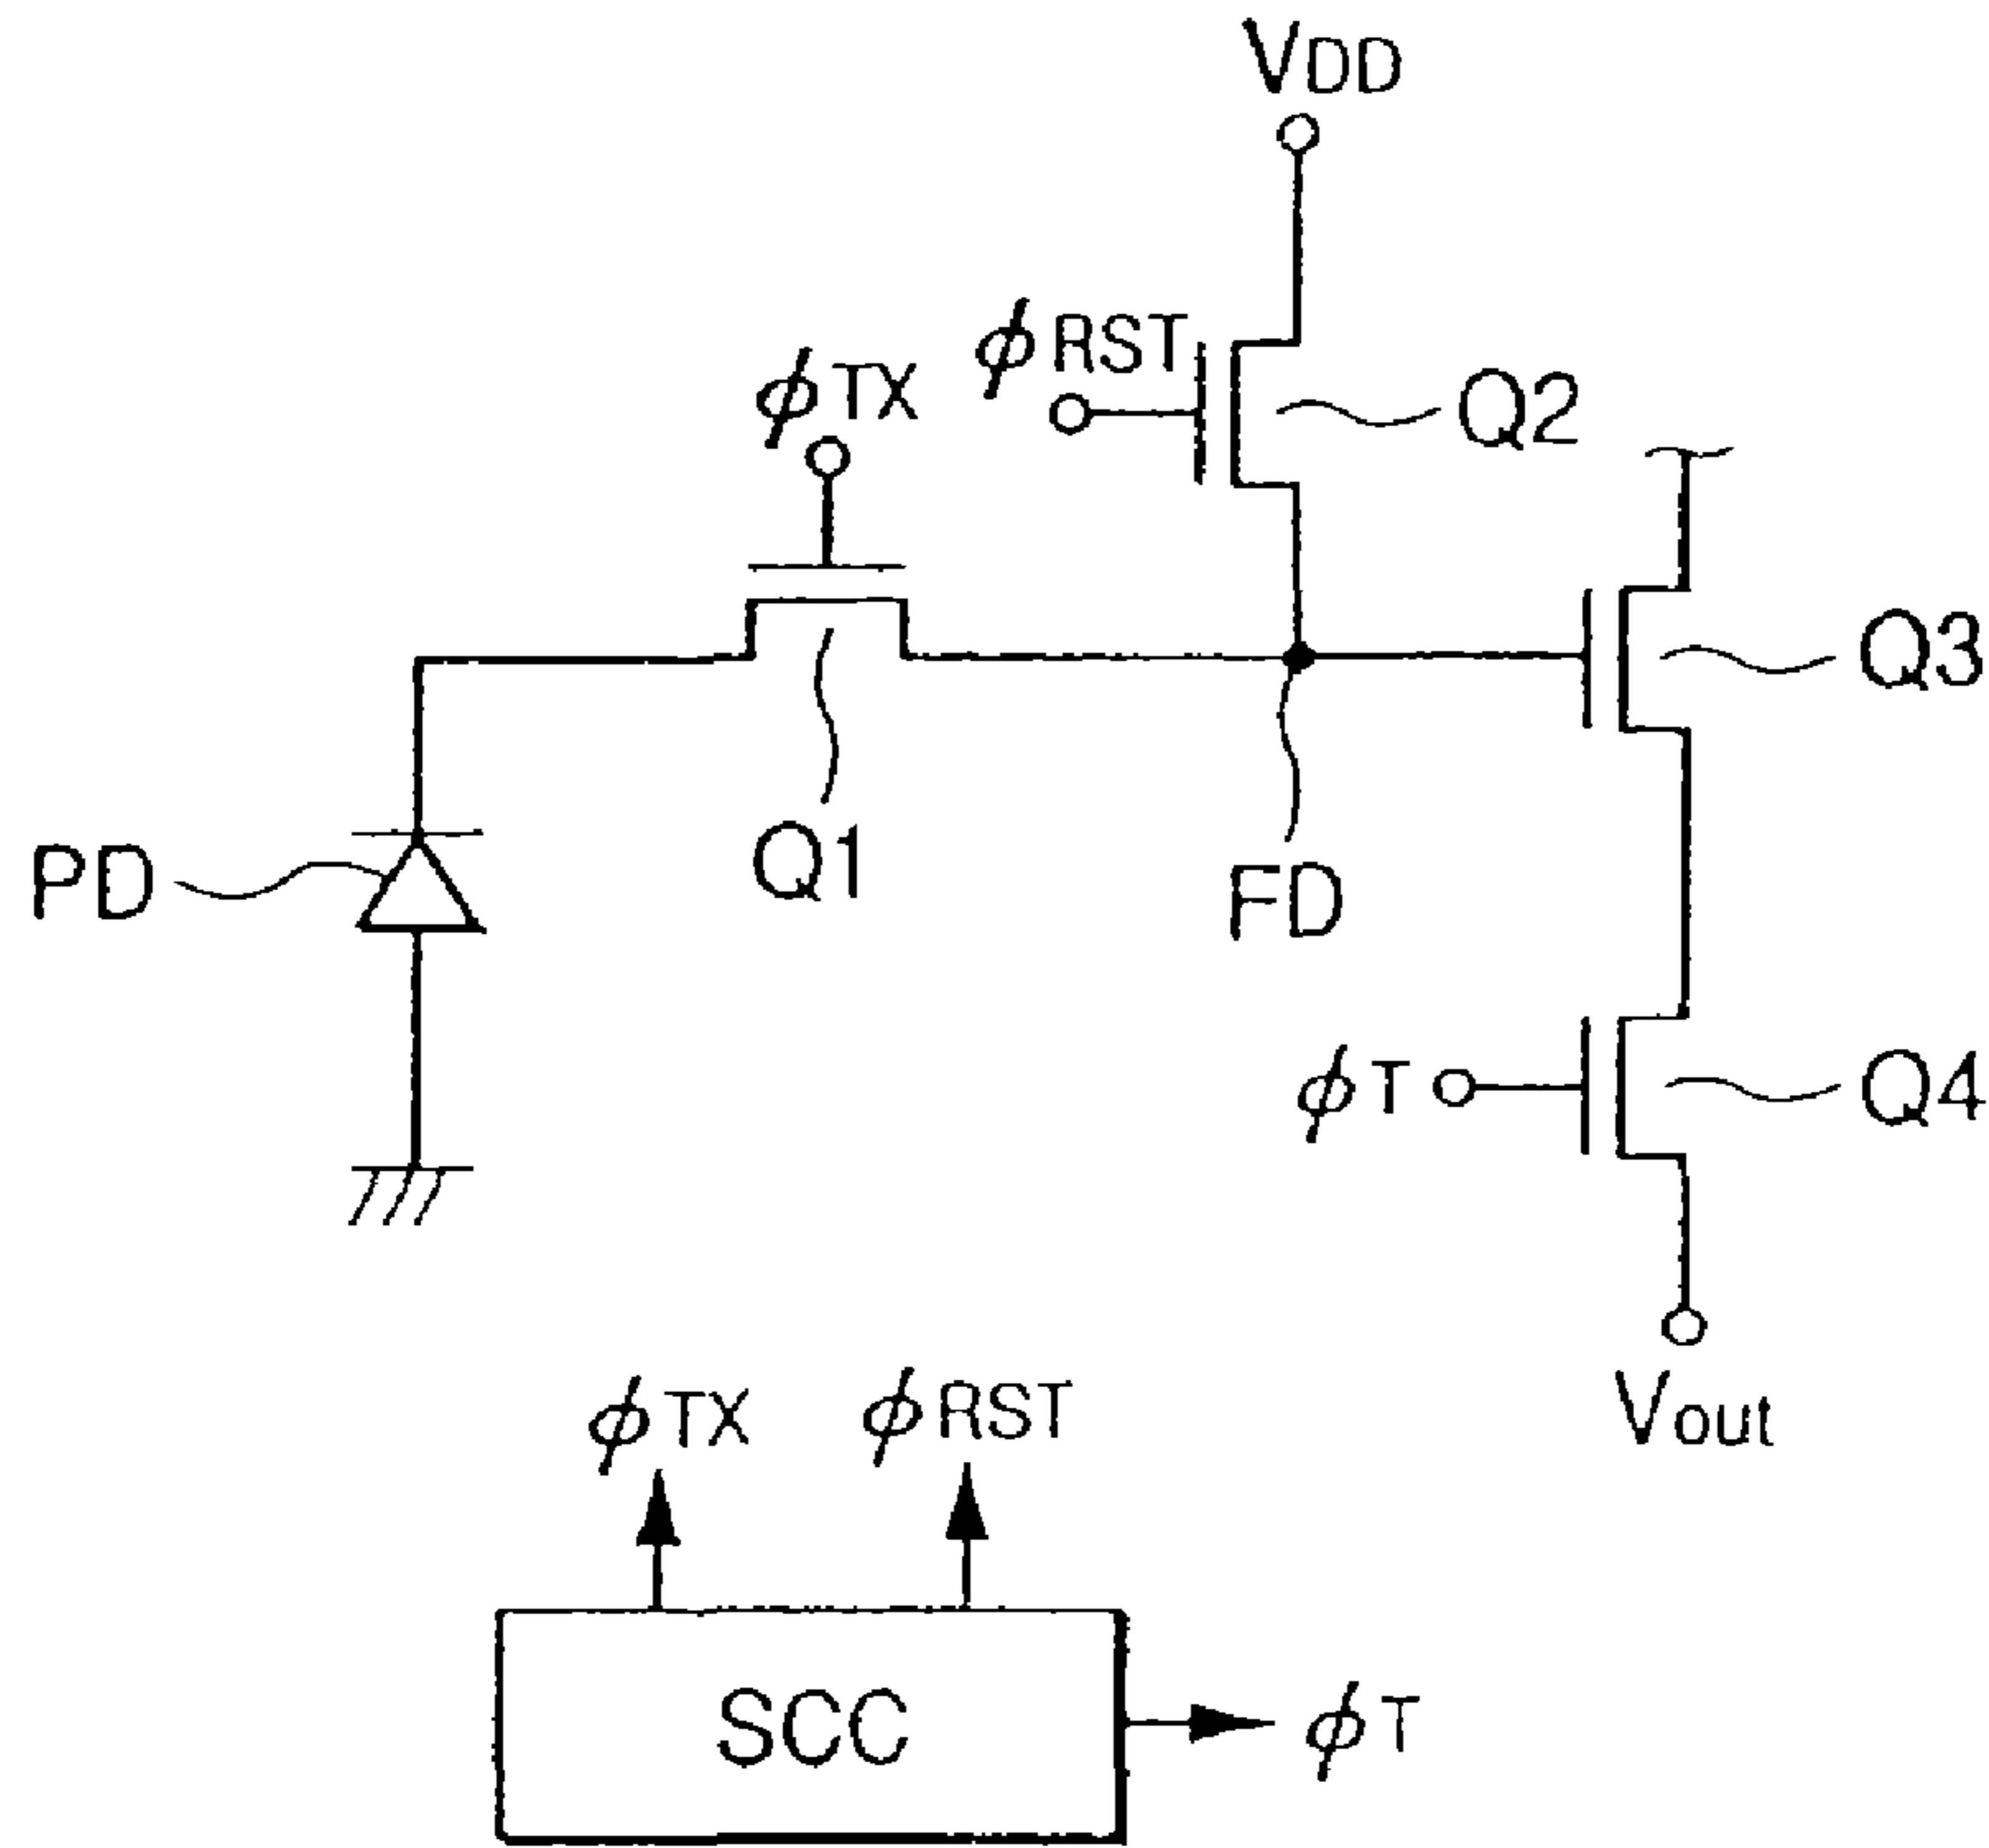 VDD
ϕRST
ϕTX
Q2
Q3
PD
Q1
FD
ϕT
Q4
Vout
ϕTX
ϕRST
SCC
ϕT